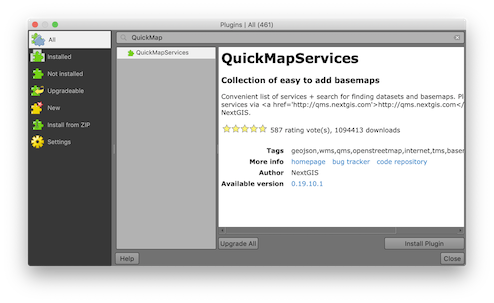 Plugins | All (461)
All
Installed
Not installed
Upgradeable
New
Install from ZIP
Settings
QuickMap
QuickMapServices
QuickMapServices
Collection of easy to add basemaps
Convenient list of services + search for finding datasets and basemaps. Pl
services via <a href='http://qms.nextgis.com'>http://qms.nextgis.com</
NextGIS.
587 rating vote(s), 1094413 downloads
Tags geojson,wms,qms,openstreetmap,internet,tms,base
More info homepage bug tracker code repository
Author NextGIS
Available version 0.19.10.1
Upgrade All
Install Plugin
Help
Close